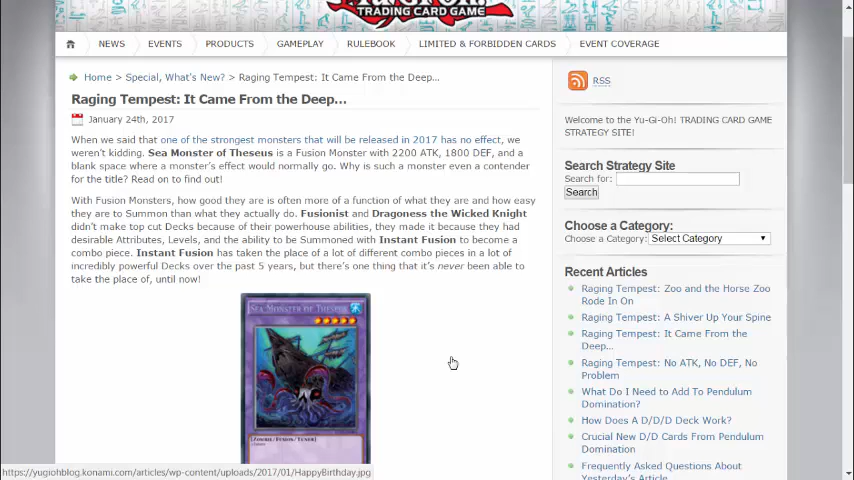 TRADING CARD GAME
NEWS EVENTS PRODUCTS GAMEPLAY RULEBOOK LIMITED & FORBIDDEN CARDS EVENT COVERAGE
Home > Special, What's New? > Raging Tempest: It Came From the Deep...
Raging Tempest: It Came From the Deep...
January 24th, 2017
When we said that one of the strongest monsters that will be released in 2017 has no effect, we
weren't kidding. Sea Monster of Theseus is a Fusion Monster with 2200 ATK, 1800 DEF, and a
blank space where a monster's effect would normally go. Why is such a monster even a contender
for the title? Read on to find out!
With Fusion Monsters, how good they are is often more of a function of what they are and how easy
they are to Summon than what they actually do. Fusionist and Dragoness the Wicked Knight
didn't make top cut Decks because of their powerhouse abilities, they made it because they had
desirable Attributes, Levels, and the ability to be Summoned with Instant Fusion to become a
combo piece. Instant Fusion has taken the place of a lot of different combo pieces in a lot of
incredibly powerful Decks over the past 5 years, but there's one thing that it's never been able to
take the place of, until now!
SEA MONSTER OF THESEUS
[ZOMBIE/FUSION/TUNER]
https://yugiohblog.konami.com/articles/wp-content/uploads/2017/01/HappyBirthday.jpg
RSS
Welcome to the Yu-Gi-Oh! TRADING CARD GAME
STRATEGY SITE!
Search Strategy Site
Search for:
Search
Choose a Category:
Choose a Category: Select Category
Recent Articles
Raging Tempest: Zoo and the Horse Zoo
Rode In On
Raging Tempest: A Shiver Up Your Spine
Raging Tempest: It Came From the
Deep...
Raging Tempest: No ATK, No DEF, No
Problem
What Do I Need to Add To Pendulum
Domination?
How Does A D/D/D Deck Work?
Crucial New D/D Cards From Pendulum
Domination
Frequently Asked Questions About
Yesterday's Article